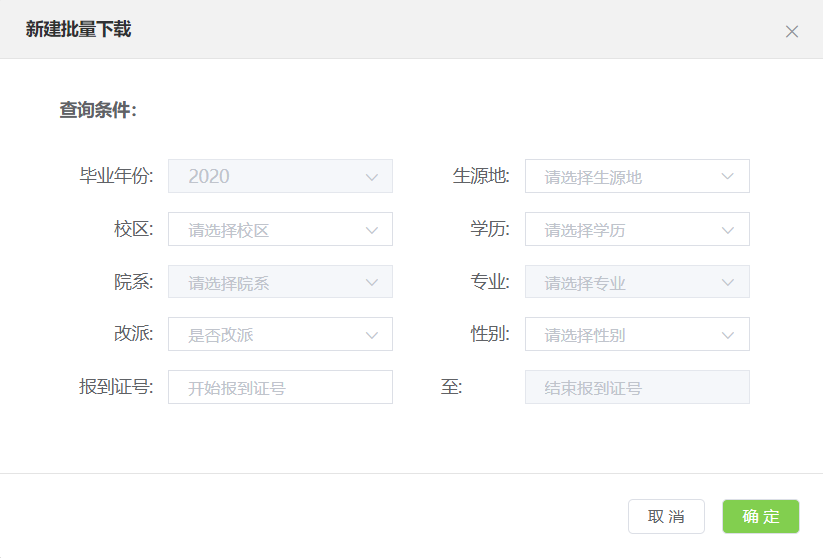 新建批量下载
查询条件:
毕业年份: 2020 生源地: 请选择生源地
校区: 请选择校区 学历: 请选择学历
院系: 请选择院系 专业: 请选择专业
改派: 是否改派 性别: 请选择性别
报到证号: 开始报到证号 至: 结束报到证号
取消 确定